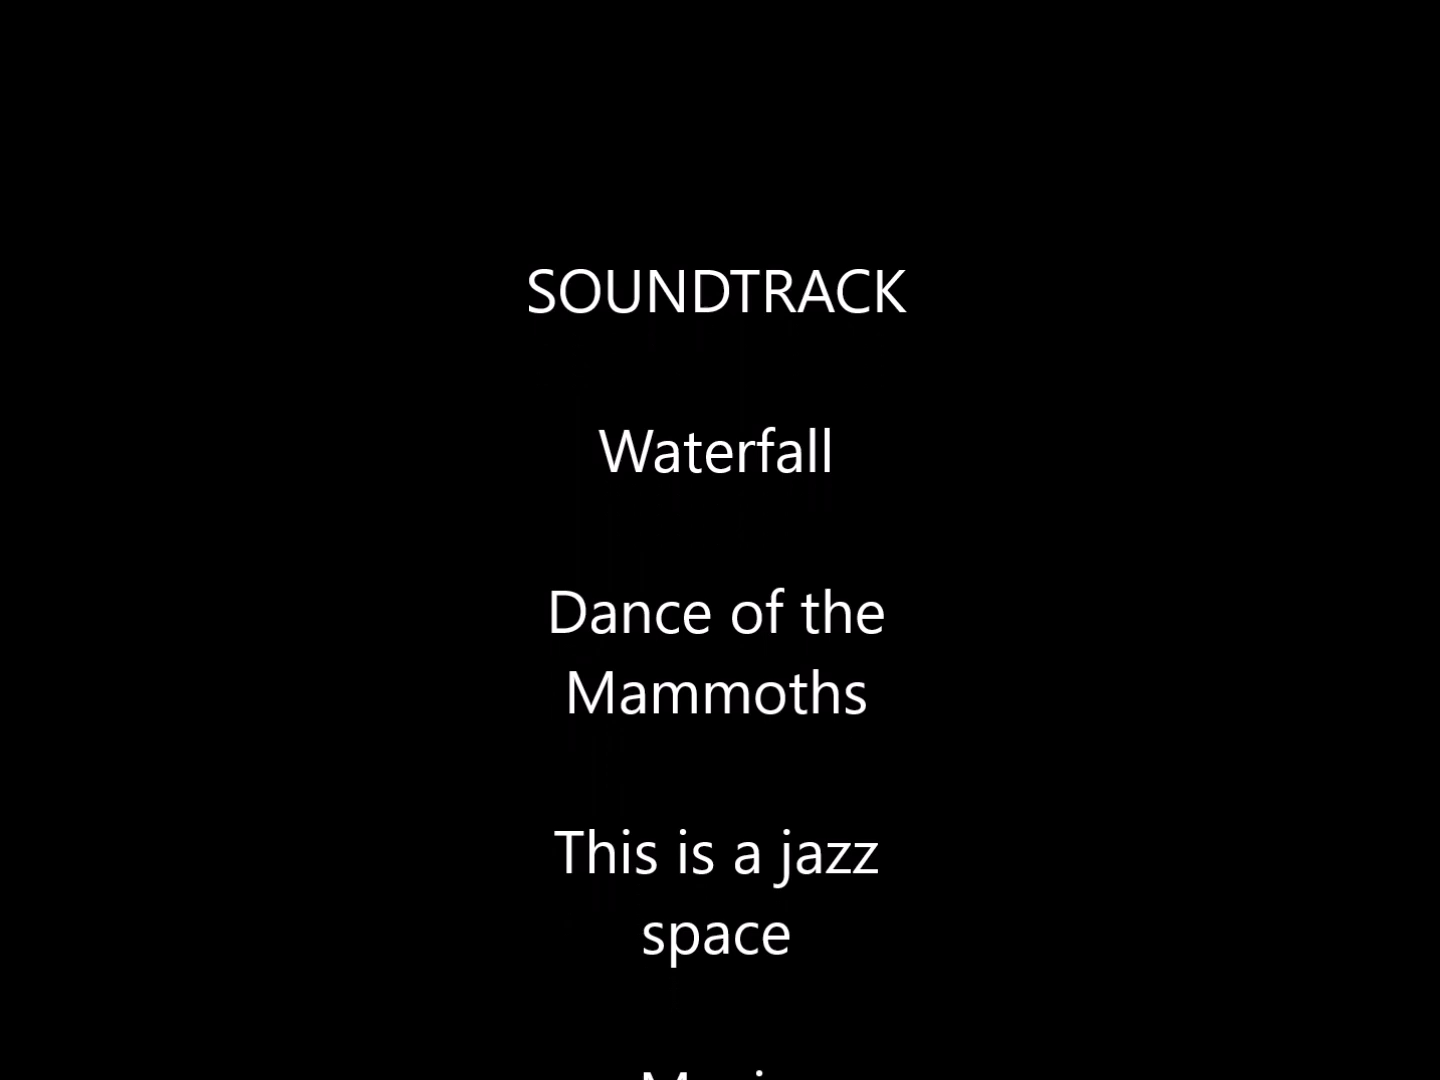 SOUNDTRACK
Waterfall
Dance of the
Mammoths
This is a jazz
space